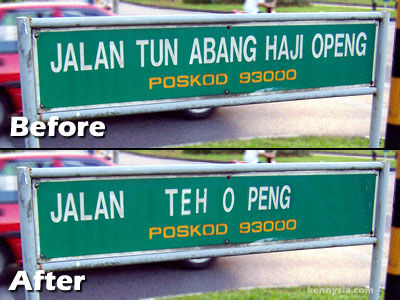 JALAN TUN ABANG HAJI OPENG
POSKOD 93000
Before
JALAN TEH O PENG
POSKOD 93000
kennysia.com
After